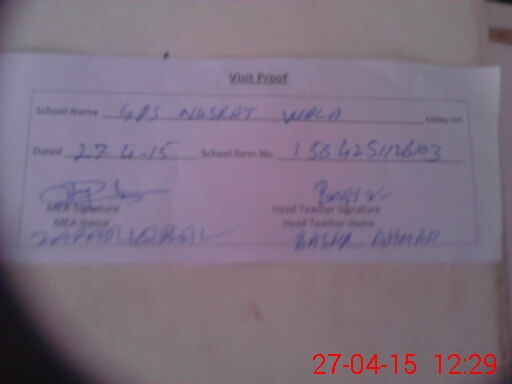 Visit Proof
School Name GPS NUSRAT WALA today on
Dated 27-4-15 School form No.
MEA Signature Head Teacher Signature
MEA Name Head Teacher Name
ZAFAR IQBAL BASHIR AHMAD
27-04-15 12:29